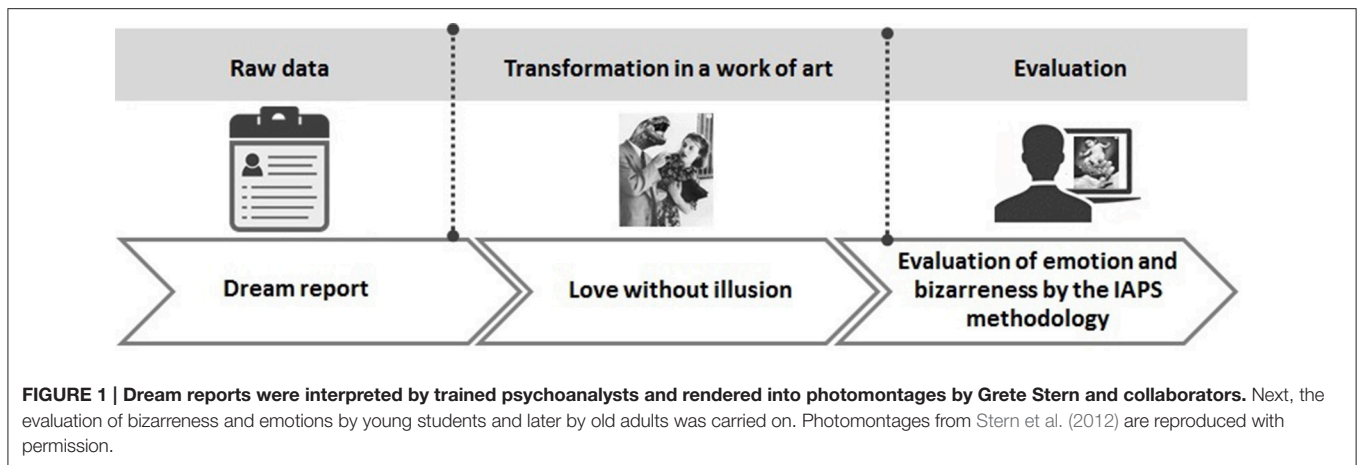 Raw data
Transformation in a work of art
Evaluation
Dream report
Love without illusion
Evaluation of emotion and
bizarreness by the IAPS
methodology
FIGURE 1 | Dream reports were interpreted by trained psychoanalysts and rendered into photomontages by Grete Stern and collaborators. Next, the
evaluation of bizarreness and emotions by young students and later by old adults was carried on. Photomontages from Stern et al. (2012) are reproduced with
permission.